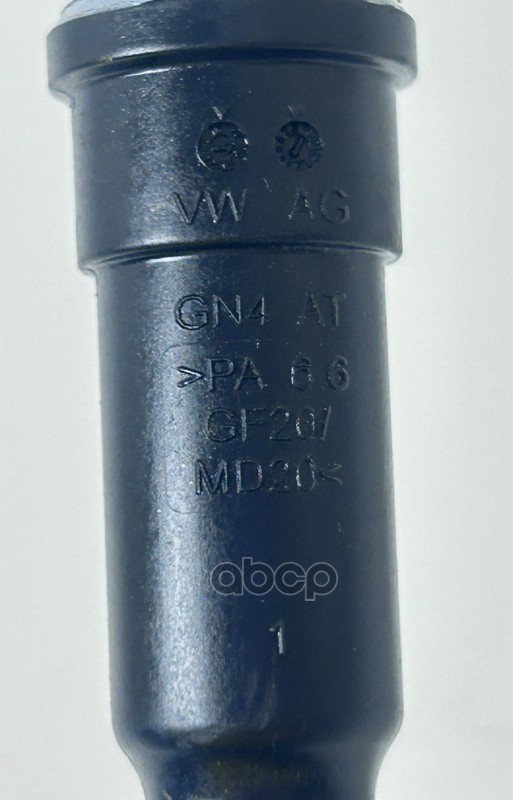 VW AG
GN4 AT
>PA 6.6
GF20/
MD20<
abcp
1